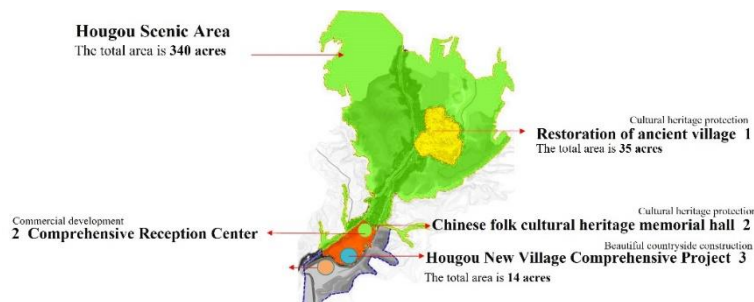 Hougou Scenic Area
The total area is 340 acres
Cultural heritage protection
Restoration of ancient village 1
The total area is 35 acres
Commercial development
2 Comprehensive Reception Center
Cultural heritage protection
Chinese folk cultural heritage memorial hall 2
Beautiful countryside construction
Hougou New Village Comprehensive Project 3
The total area is 14 acres